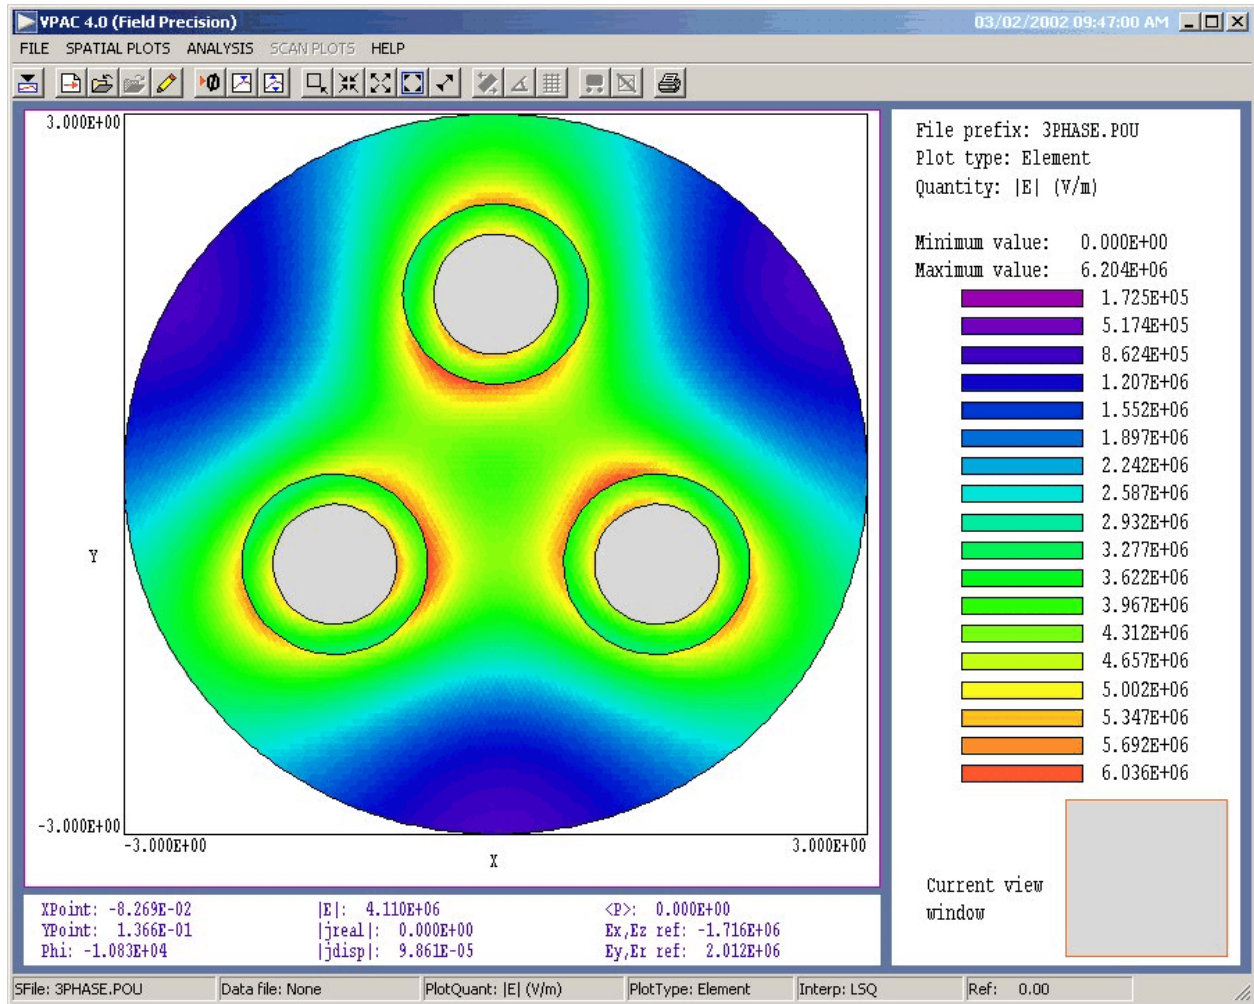 VPAC 4.0 (Field Precision) 03/02/2002 09:47:00 AM
FILE SPATIAL PLOTS ANALYSIS SCAN PLOTS HELP
3.000E+00
Y
-3.000E+00
-3.000E+00 3.000E+00
X
File prefix: 3PHASE.POU
Plot type: Element
Quantity: |E| (V/m)
Minimum value: 0.000E+00
Maximum value: 6.204E+06
1.725E+05
5.174E+05
8.624E+05
1.207E+06
1.552E+06
1.897E+06
2.242E+06
2.587E+06
2.932E+06
3.277E+06
3.622E+06
3.967E+06
4.312E+06
4.657E+06
5.002E+06
5.347E+06
5.692E+06
6.036E+06
Current view
window
XPoint: -8.269E-02 |E|: 4.110E+06 <P>: 0.000E+00
YPoint: 1.366E-01 |jreal|: 0.000E+00 Ex,Ez ref: -1.716E+06
Phi: -1.083E+04 |jdisp|: 9.861E-05 Ey,Er ref: 2.012E+06
SFile: 3PHASE.POU Data file: None PlotQuant: |E| (V/m) PlotType: Element Interp: LSQ Ref: 0.00